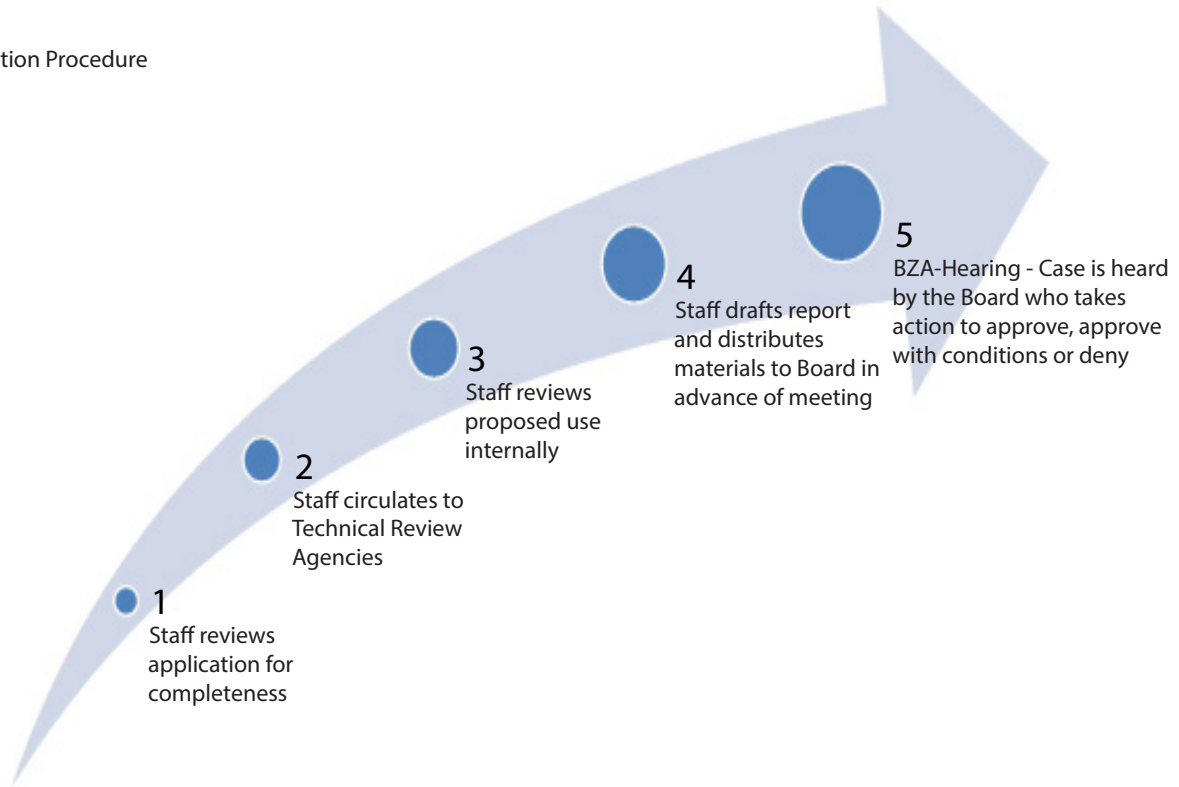 tion Procedure
1
Staff reviews
application for
completeness
2
Staff circulates to
Technical Review
Agencies
3
Staff reviews
proposed use
internally
4
Staff drafts report
and distributes
materials to Board in
advance of meeting
5
BZA-Hearing - Case is heard
by the Board who takes
action to approve, approve
with conditions or deny